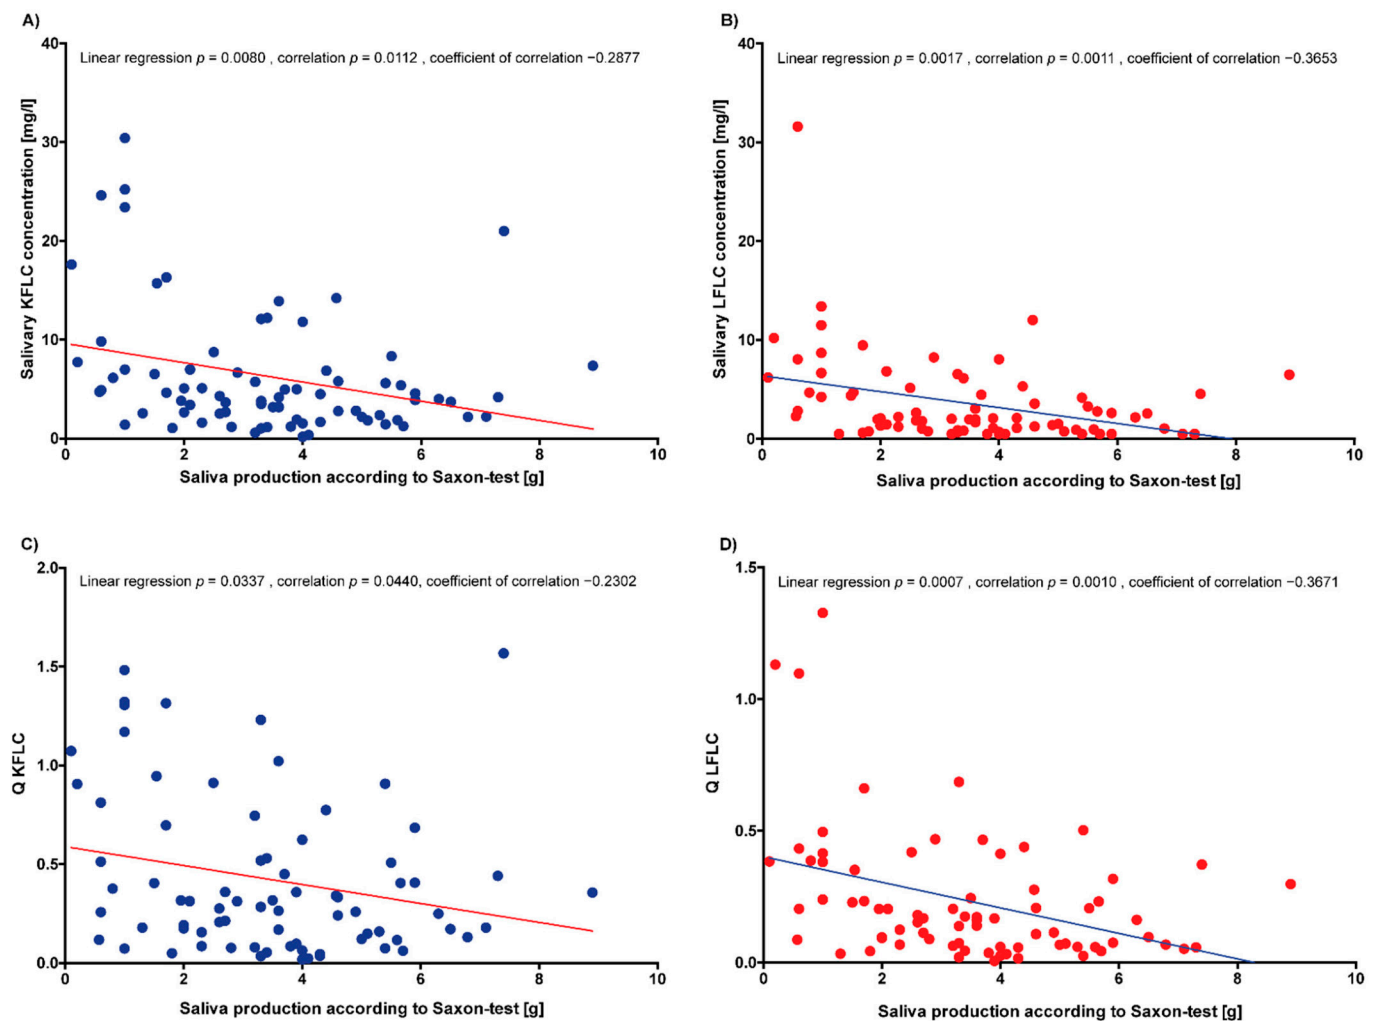 A)
Linear regression p = 0.0080 , correlation p = 0.0112 , coefficient of correlation −0.2877
Salivary KFLC concentration [mg/l]
40
30
20
10
0
0 2 4 6 8 10
Saliva production according to Saxon-test [g]
B)
Linear regression p = 0.0017 , correlation p = 0.0011 , coefficient of correlation −0.3653
Salivary LFLC concentration [mg/l]
40
30
20
10
0
0 2 4 6 8 10
Saliva production according to Saxon-test [g]
C)
Linear regression p = 0.0337 , correlation p = 0.0440, coefficient of correlation −0.2302
Q KFLC
2.0
1.5
1.0
0.5
0.0
0 2 4 6 8 10
Saliva production according to Saxon-test [g]
D)
Linear regression p = 0.0007 , correlation p = 0.0010 , coefficient of correlation −0.3671
Q LFLC
1.5
1.0
0.5
0.0
0 2 4 6 8 10
Saliva production according to Saxon-test [g]